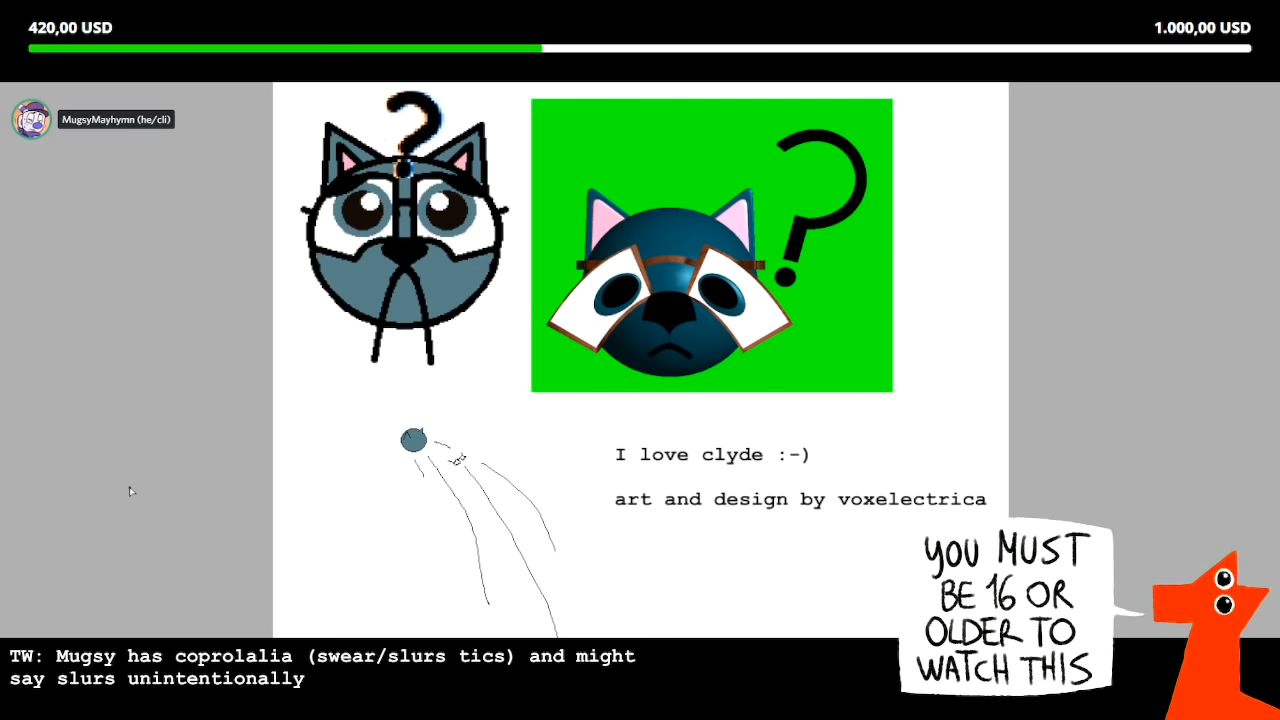 420,00 USD
1.000,00 USD
MugsyMayhymn (he/cli)
?
?
I love clyde :-)
art and design by voxelectrica
YOU MUST
BE 16 OR
OLDER TO
WATCH THIS
TW: Mugsy has coprolalia (swear/slurs tics) and might
say slurs unintentionally